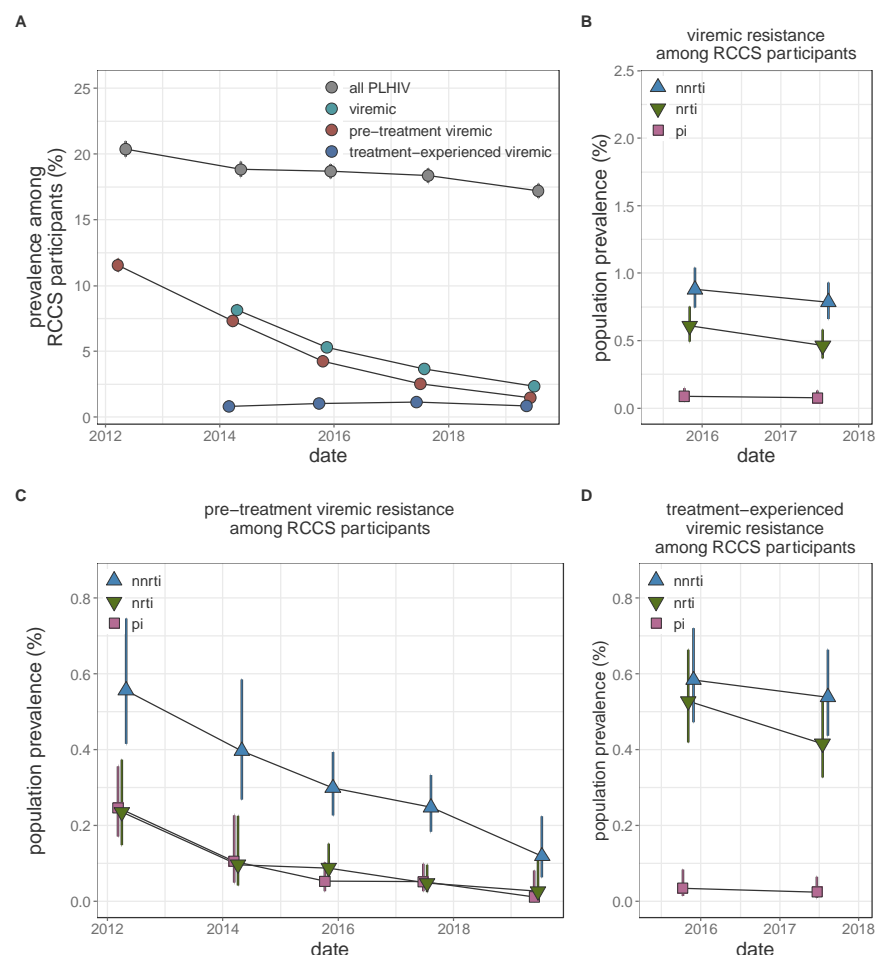 A
prevalence among
RCCS participants (%)
25
20
15
10
5
0
all PLHIV
viremic
pre−treatment viremic
treatment−experienced viremic
2012
2014
2016
2018
date
B
viremic resistance
among RCCS participants
population prevalence (%)
2.5
2.0
1.5
1.0
0.5
0.0
nnrti
nrti
pi
2016
2017
2018
date
C
pre−treatment viremic resistance
among RCCS participants
population prevalence (%)
0.8
0.6
0.4
0.2
0.0
nnrti
nrti
pi
2012
2014
2016
2018
date
D
treatment−experienced
viremic resistance
among RCCS participants
population prevalence (%)
0.8
0.6
0.4
0.2
0.0
nnrti
nrti
pi
2016
2017
2018
date